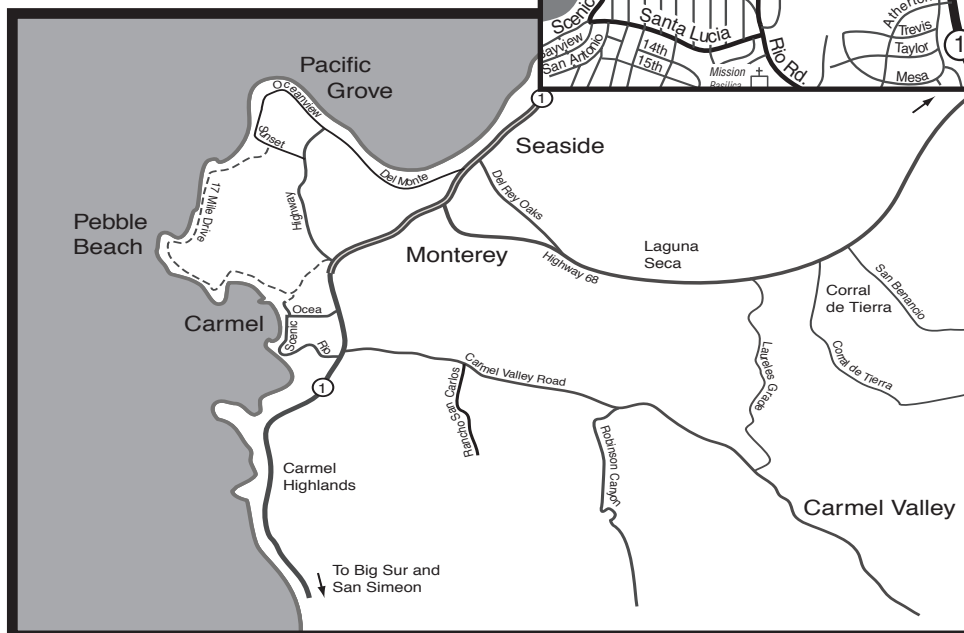 Scenic
Santa Lucia
Bayview
San Antonio
14th
15th
Mission
Basilica
Rio Rd.
Atherton
Trevis
Taylor
Mesa
1
Pacific
Grove
Oceanview
Sunset
1
Seaside
Del Monte
Del Rey Oaks
17 Mile Drive
Highway
Pebble
Beach
Monterey
Highway 68
Laguna
Seca
San Benancio
Corral
de Tierra
Corral de Tierra
Carmel
Ocea
Scenic
Rio
Carmel Valley Road
Laureles Grade
1
Rancho San Carlos
Robinson Canyon
Carmel
Highlands
Carmel Valley
To Big Sur and
San Simeon